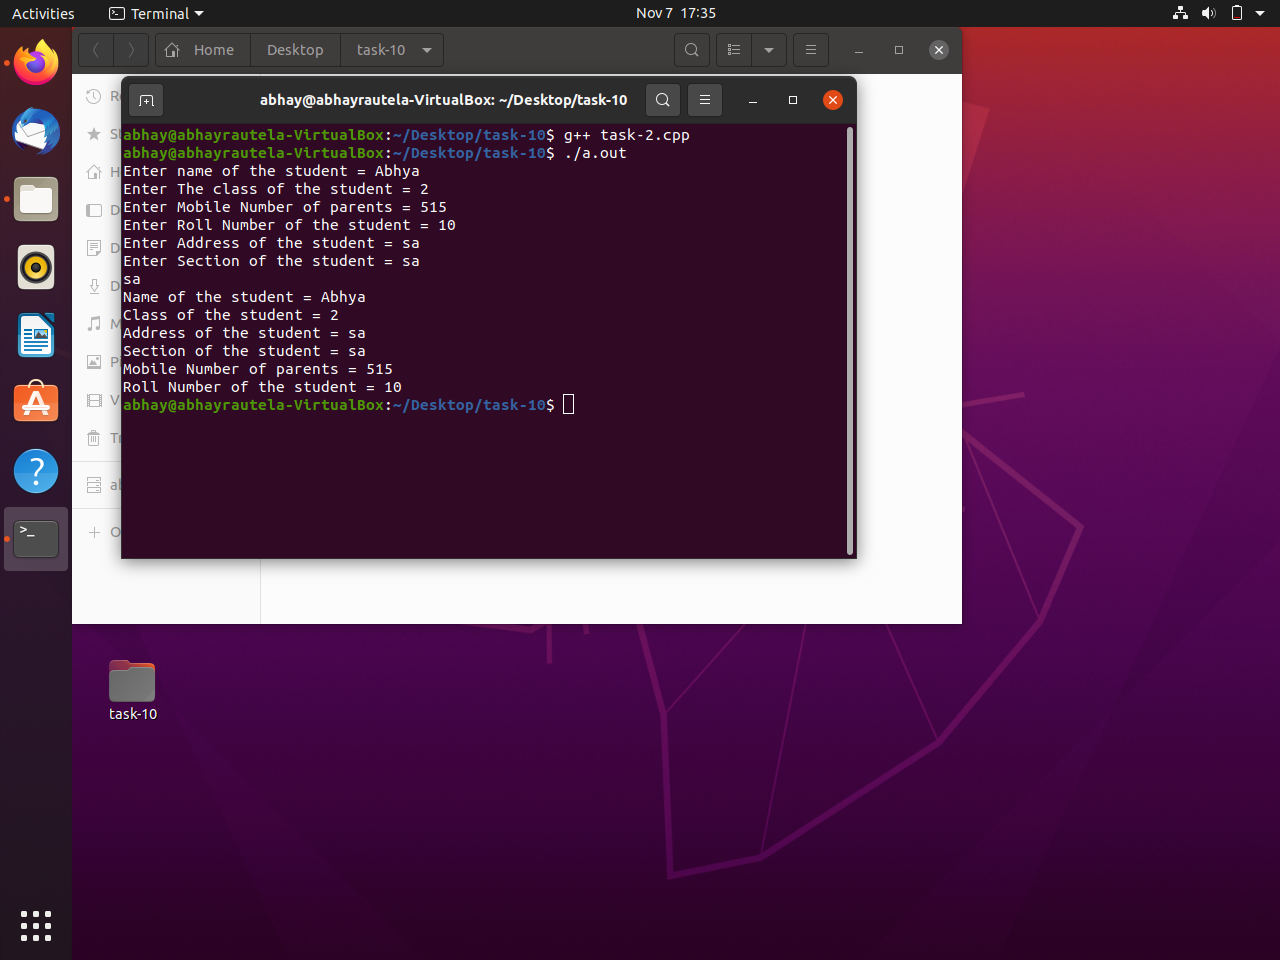 Activities
Terminal
Nov 7 17:35
Home
Desktop
task-10
abhay@abhayrautela-VirtualBox: ~/Desktop/task-10
abhay@abhayrautela-VirtualBox:~/Desktop/task-10$ g++ task-2.cpp
abhay@abhayrautela-VirtualBox:~/Desktop/task-10$ ./a.out
Enter name of the student = Abhya
Enter The class of the student = 2
Enter Mobile Number of parents = 515
Enter Roll Number of the student = 10
Enter Address of the student = sa
Enter Section of the student = sa
sa
Name of the student = Abhya
Class of the student = 2
Address of the student = sa
Section of the student = sa
Mobile Number of parents = 515
Roll Number of the student = 10
abhay@abhayrautela-VirtualBox:~/Desktop/task-10$
task-10